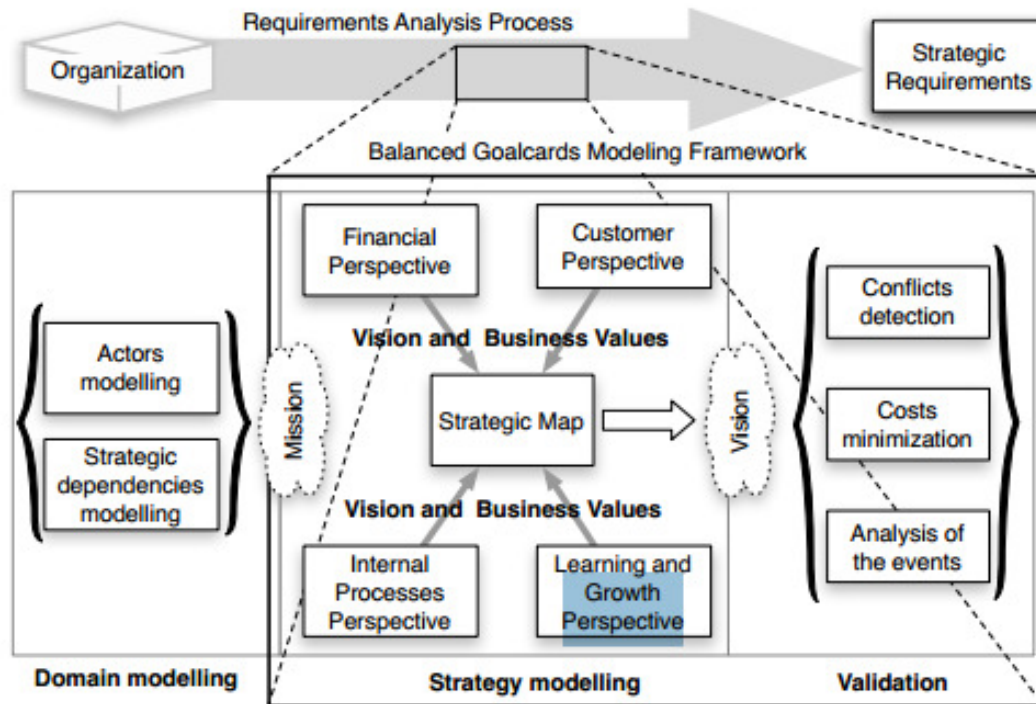 Requirements Analysis Process
Organization
Strategic
Requirements
Balanced Goalcards Modeling Framework
Financial
Perspective
Customer
Perspective
Conflicts
detection
Actors
modelling
Vision and Business Values
Mission
Strategic Map
Vision
Costs
minimization
Strategic
dependencies
modelling
Vision and Business Values
Internal
Processes
Perspective
Learning and
Growth
Perspective
Analysis of
the events
Domain modelling
Strategy modelling
Validation